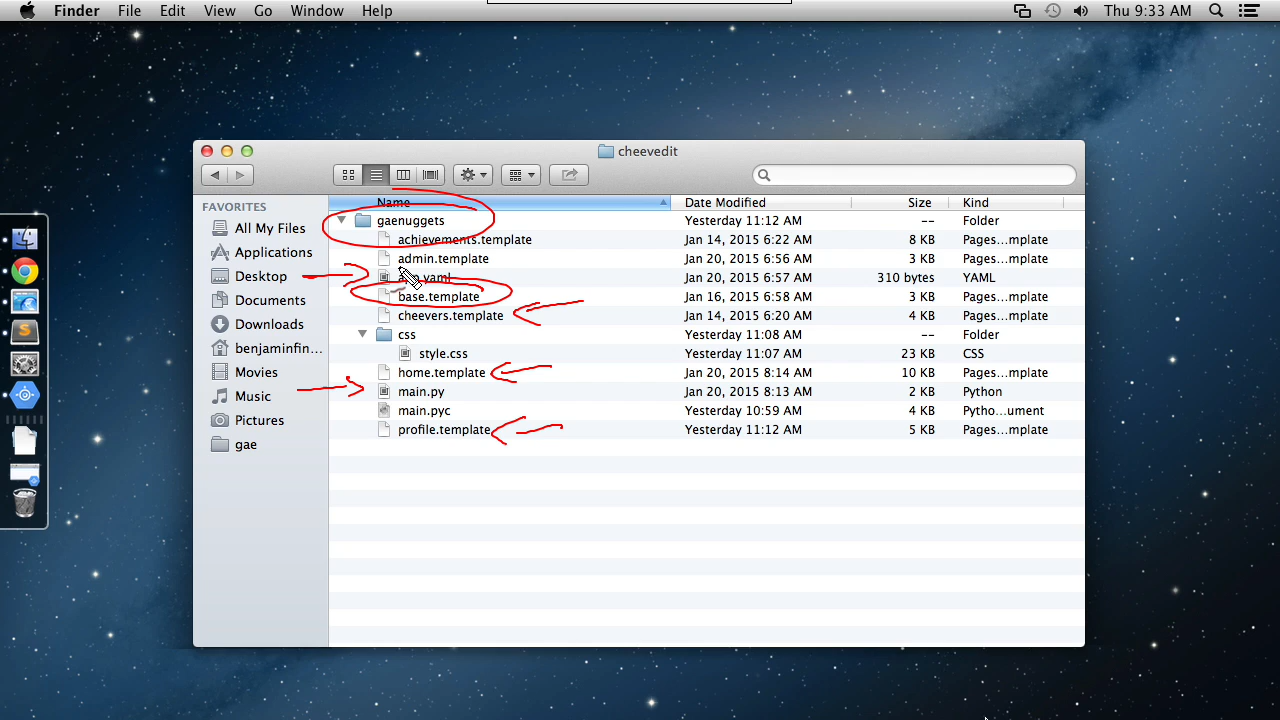 Finder File Edit View Go Window Help Thu 9:33 AM
cheevedit
FAVORITES
All My Files
Applications
Desktop
Documents
Downloads
benjaminfin...
Movies
Music
Pictures
gae
Name Date Modified Size Kind
gaenuggets Yesterday 11:12 AM -- Folder
achievements.template Jan 14, 2015 6:22 AM 8 KB Pages...mplate
admin.template Jan 20, 2015 6:56 AM 3 KB Pages...mplate
app.yaml Jan 20, 2015 6:57 AM 310 bytes YAML
base.template Jan 16, 2015 6:58 AM 3 KB Pages...mplate
cheevers.template Jan 14, 2015 6:20 AM 4 KB Pages...mplate
css Yesterday 11:08 AM -- Folder
style.css Yesterday 11:07 AM 23 KB CSS
home.template Jan 20, 2015 8:14 AM 10 KB Pages...mplate
main.py Jan 20, 2015 8:13 AM 2 KB Python
main.pyc Yesterday 10:59 AM 4 KB Pytho...ument
profile.template Yesterday 11:12 AM 5 KB Pages...mplate